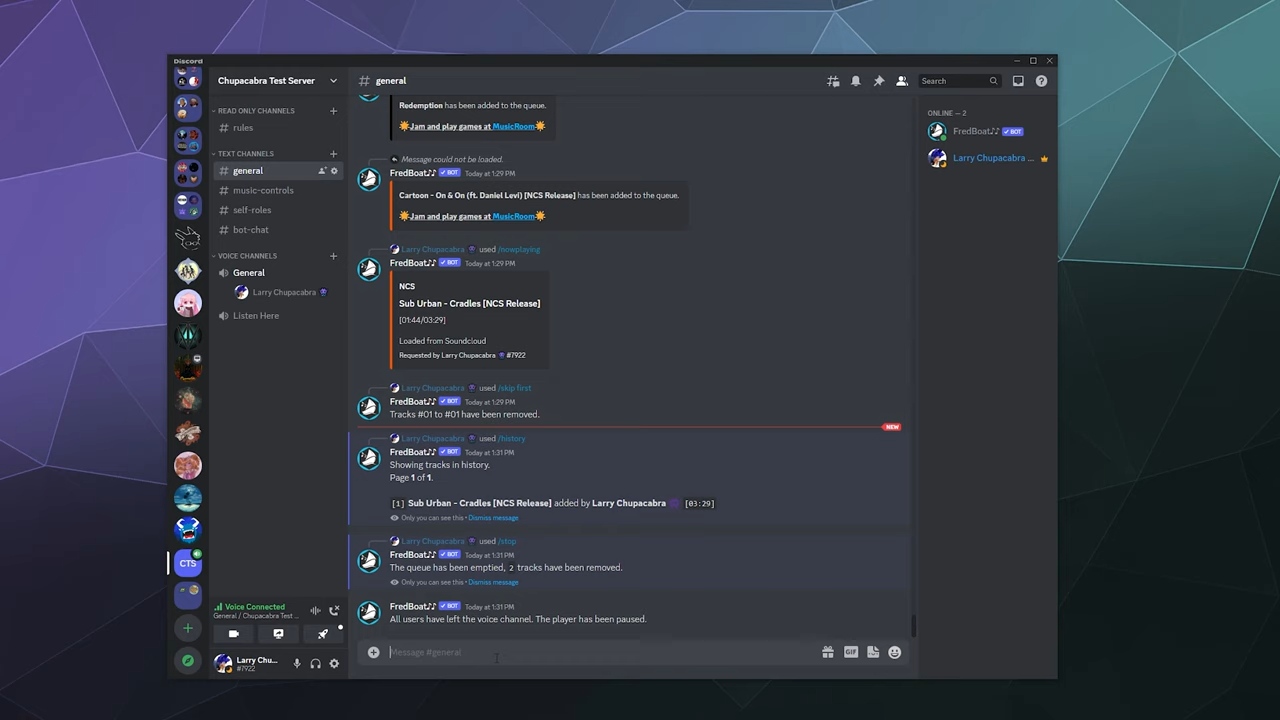 Discord
Chupacabra Test Server
general
Search
READ ONLY CHANNELS
rules
TEXT CHANNELS
general
music-controls
self-roles
bot-chat
VOICE CHANNELS
General
Larry Chupacabra
Listen Here
CTS
Voice Connected
General / Chupacabra Test ...
Larry Chu...
#7922
Redemption has been added to the queue.
Jam and play games at MusicRoom
Message could not be loaded.
FredBoat♪♪ ✓ BOT Today at 1:29 PM
Cartoon - On & On (ft. Daniel Levi) [NCS Release] has been added to the queue.
Jam and play games at MusicRoom
Larry Chupacabra used /nowplaying
FredBoat♪♪ ✓ BOT Today at 1:29 PM
NCS
Sub Urban - Cradles [NCS Release]
[01:44/03:29]
Loaded from Soundcloud
Requested by Larry Chupacabra #7922
Larry Chupacabra used /skip first
FredBoat♪♪ ✓ BOT Today at 1:29 PM
Tracks #01 to #01 have been removed.
NEW
Larry Chupacabra used /history
FredBoat♪♪ ✓ BOT Today at 1:31 PM
Showing tracks in history.
Page 1 of 1.
[1] Sub Urban - Cradles [NCS Release] added by Larry Chupacabra [03:29]
Only you can see this • Dismiss message
Larry Chupacabra used /stop
FredBoat♪♪ ✓ BOT Today at 1:31 PM
The queue has been emptied, 2 tracks have been removed.
Only you can see this • Dismiss message
FredBoat♪♪ ✓ BOT Today at 1:31 PM
All users have left the voice channel. The player has been paused.
Message #general
GIF
ONLINE — 2
FredBoat♪♪ ✓ BOT
Larry Chupacabra ...